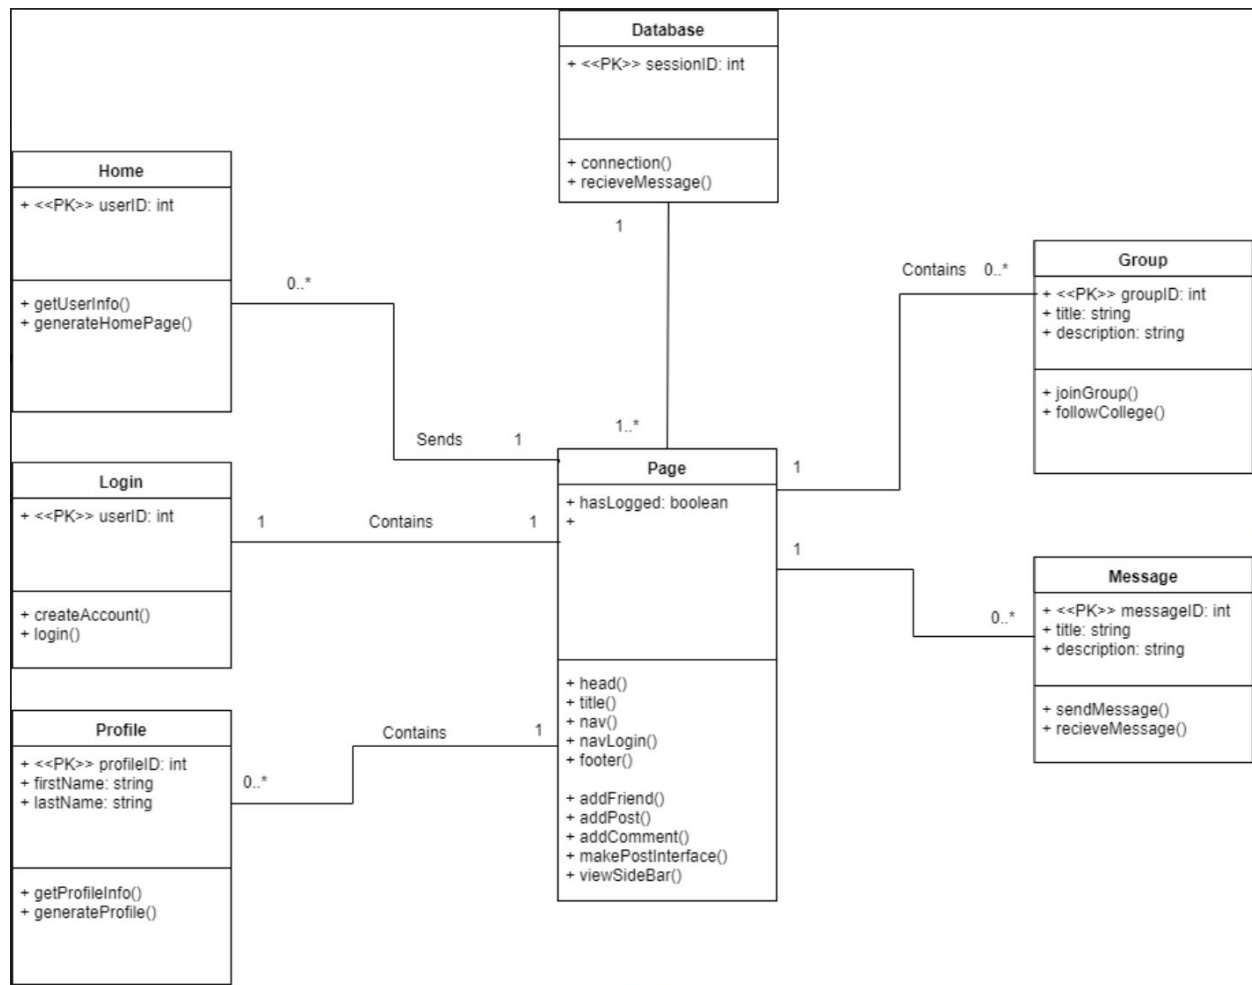 Database
+ <<PK>> sessionID: int
+ connection()
+ recieveMessage()
1
1..*
Home
+ <<PK>> userID: int
+ getUserInfo()
+ generateHomePage()
0..*
Sends
1
Login
+ <<PK>> userID: int
+ createAccount()
+ login()
1
Contains
1
Profile
+ <<PK>> profileID: int
+ firstName: string
+ lastName: string
+ getProfileInfo()
+ generateProfile()
0..*
Contains
1
Page
+ hasLogged: boolean
+
+ head()
+ title()
+ nav()
+ navLogin()
+ footer()
+ addFriend()
+ addPost()
+ addComment()
+ makePostInterface()
+ viewSideBar()
1
Contains
0..*
Group
+ <<PK>> groupID: int
+ title: string
+ description: string
+ joinGroup()
+ followCollege()
1
0..*
Message
+ <<PK>> messageID: int
+ title: string
+ description: string
+ sendMessage()
+ recieveMessage()